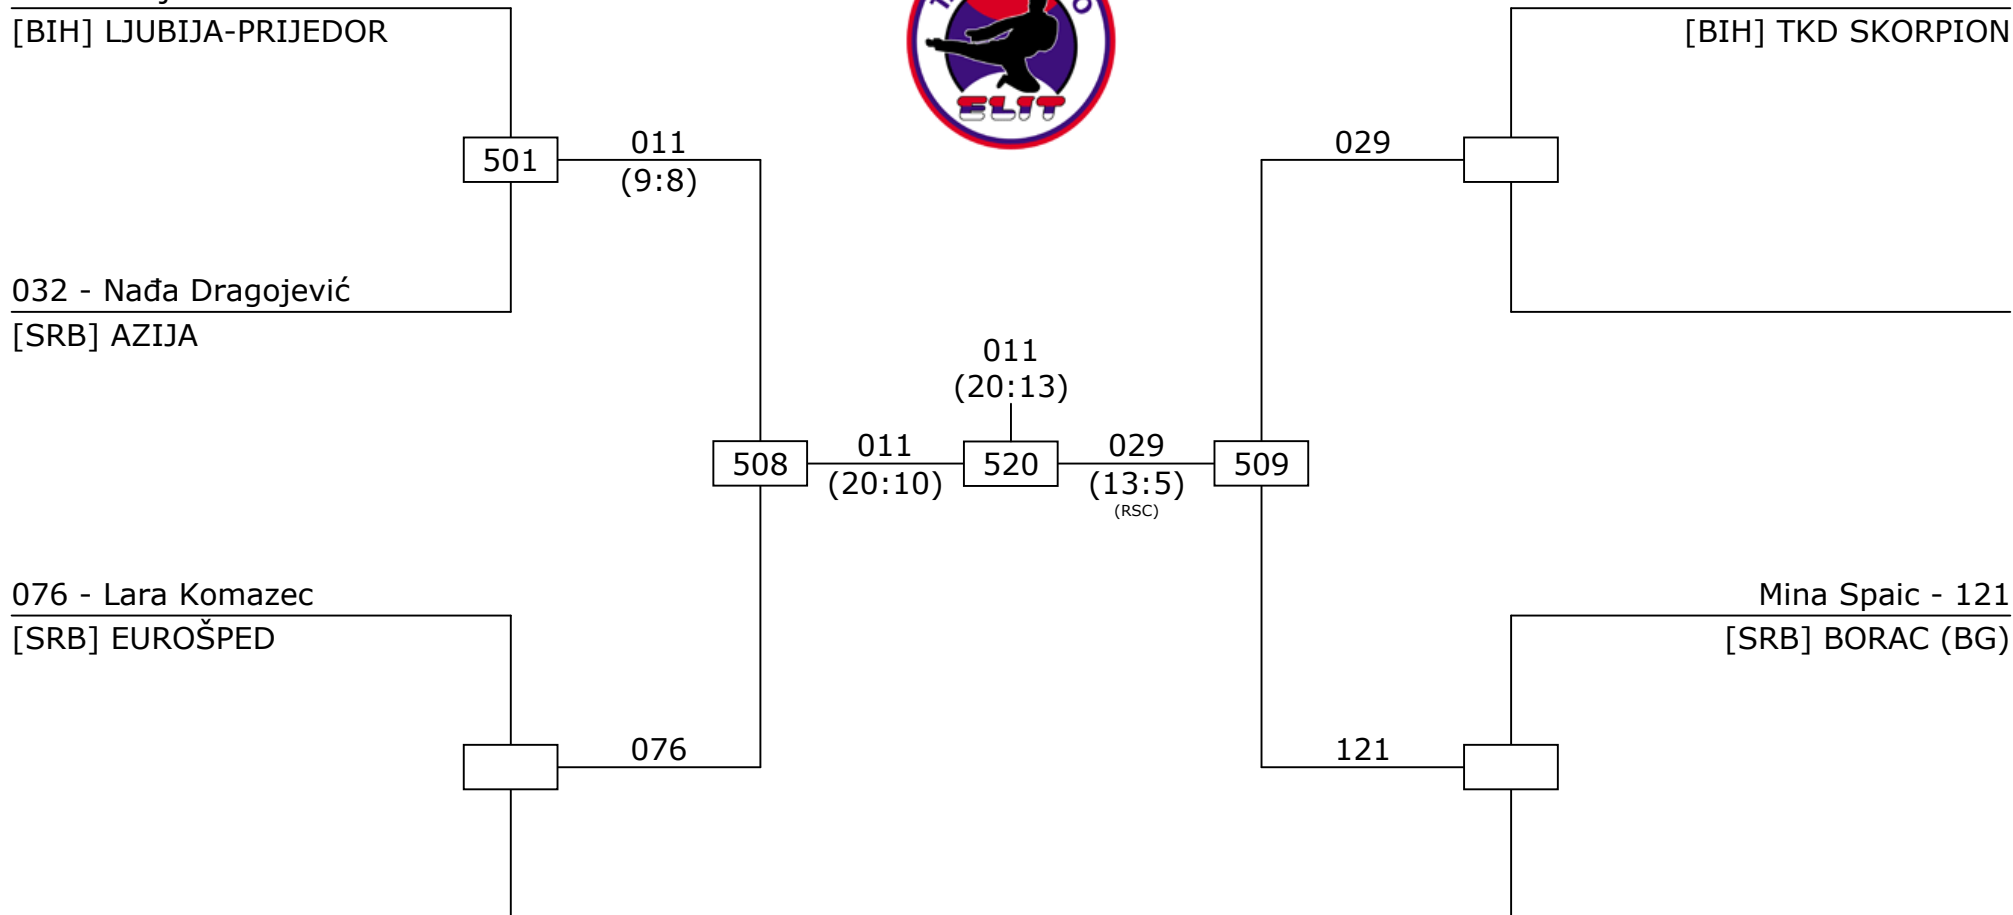 [BIH] LJUBIJA-PRIJEDOR
[BIH] TKD SKORPION
ELIT
501
011
(9:8)
029
032 - Nađa Dragojević
[SRB] AZIJA
011
(20:13)
508
011
(20:10)
520
029
(13:5)
(RSC)
509
076 - Lara Komazec
[SRB] EUROŠPED
Mina Spaic - 121
[SRB] BORAC (BG)
076
121